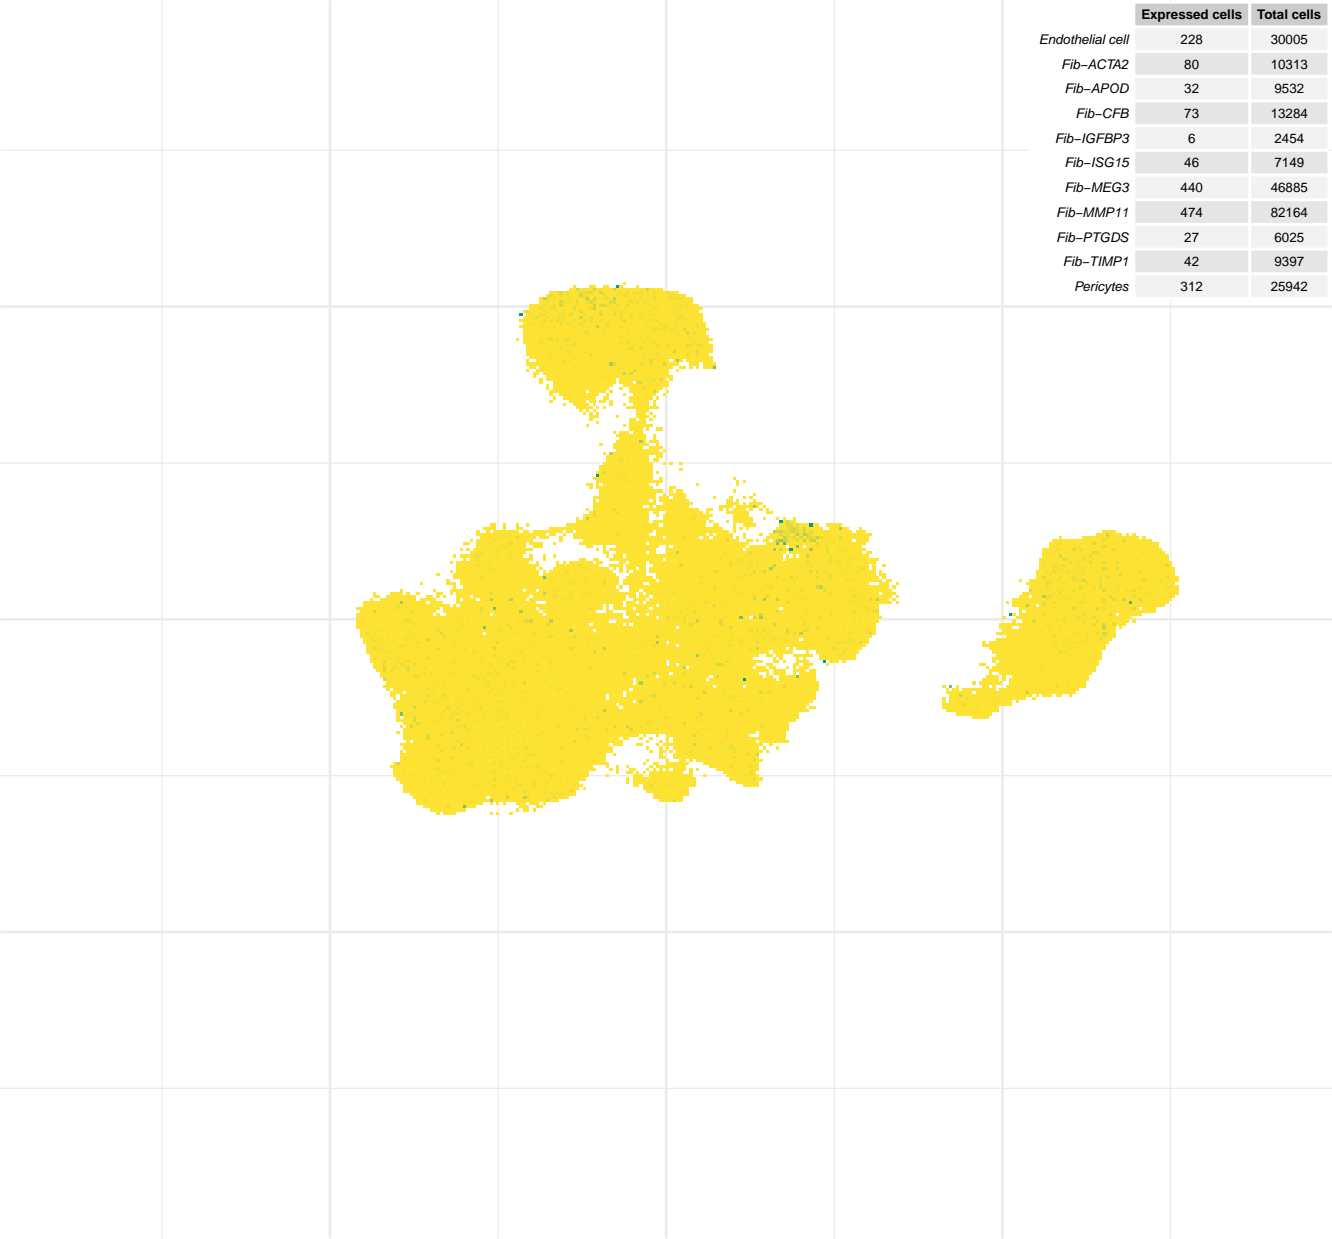 Expressed cells Total cells
Endothelial cell 228 30005
Fib−ACTA2 80 10313
Fib−APOD 32 9532
Fib−CFB 73 13284
Fib−IGFBP3 6 2454
Fib−ISG15 46 7149
Fib−MEG3 440 46885
Fib−MMP11 474 82164
Fib−PTGDS 27 6025
Fib−TIMP1 42 9397
Pericytes 312 25942